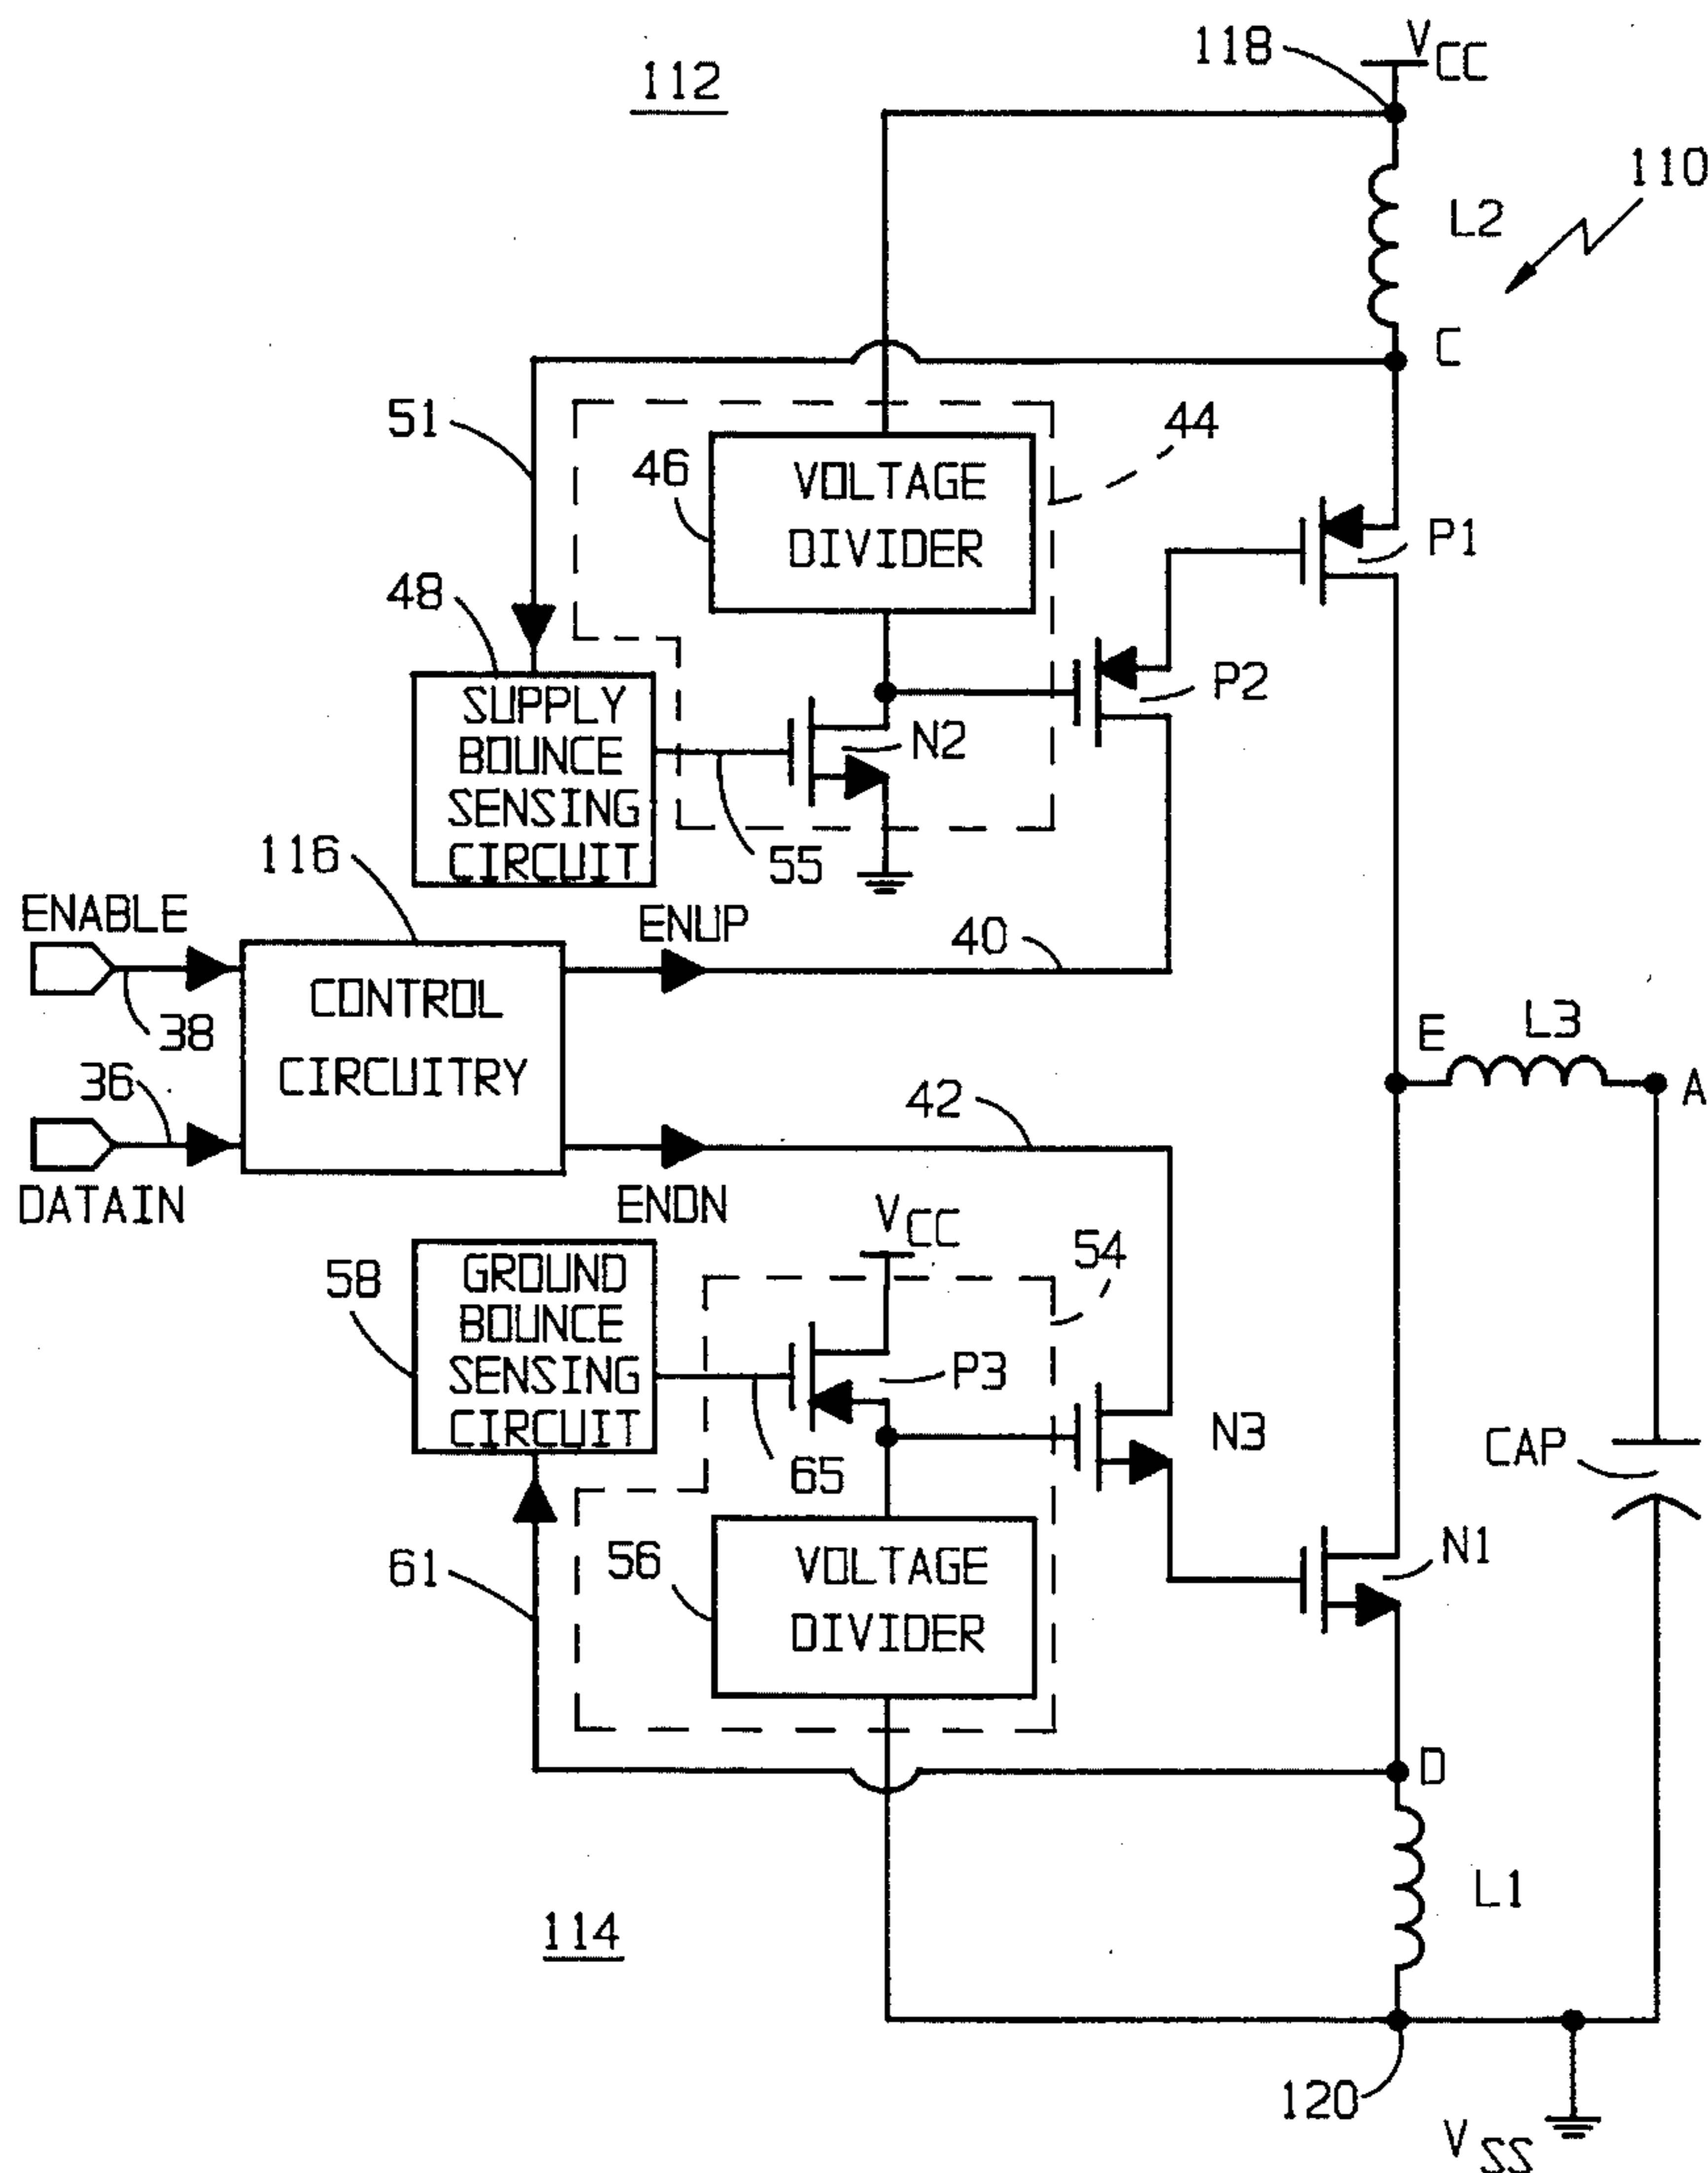 118
VCC
112
110
L2
C
51
44
46
VOLTAGE
DIVIDER
P1
48
P2
SUPPLY
BOUNCE
SENSING
CIRCUIT
N2
55
116
ENABLE
ENUP
40
38
CONTROL
CIRCUITRY
E
L3
A
36
42
DATAIN
ENDN
VCC
54
58
GROUND
BOUNCE
SENSING
CIRCUIT
P3
N3
65
CAP
61
56
VOLTAGE
DIVIDER
N1
D
L1
114
120
VSS